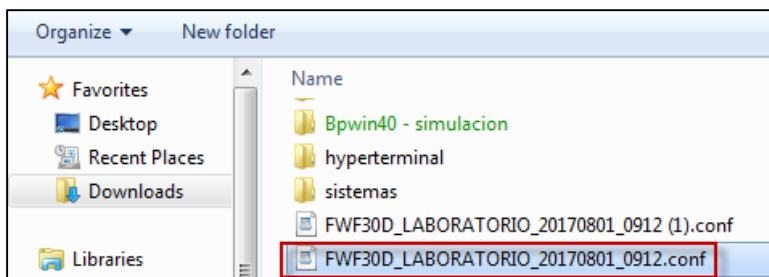 Organize New folder
Favorites
Desktop
Recent Places
Downloads
Libraries
Name
Bpwin40 - simulacion
hyperterminal
sistemas
FWF30D_LABORATORIO_20170801_0912 (1).conf
FWF30D_LABORATORIO_20170801_0912.conf